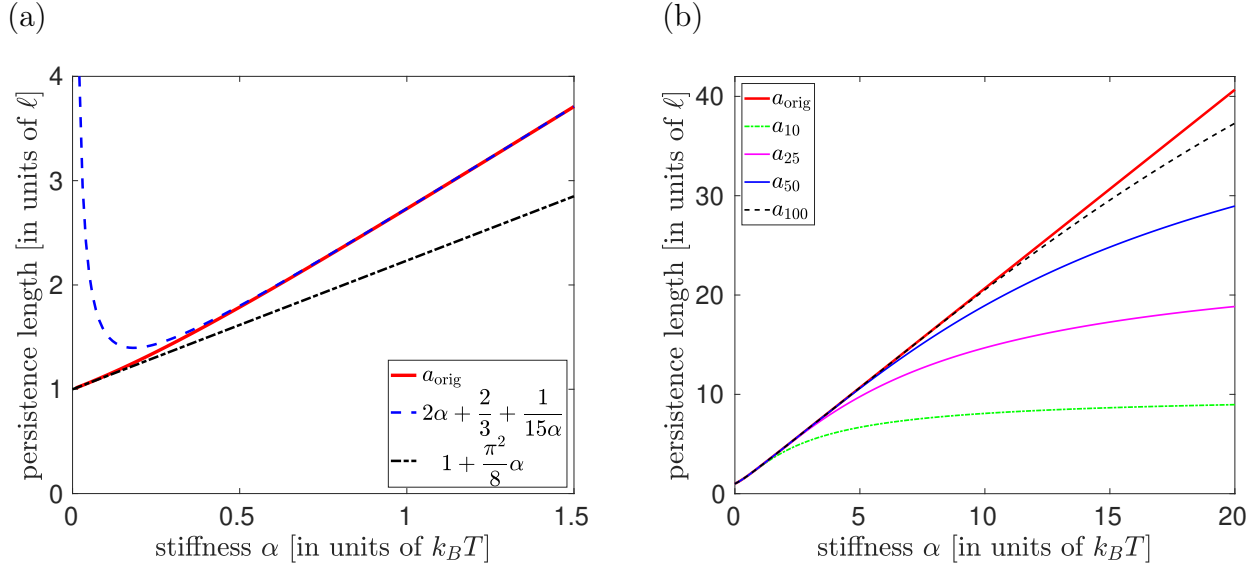 (a)
persistence length [in units of ℓ]
4
3
2
1
0
a_orig
2α + 2/3 + 1/(15α)
1 + π²/8 α
0 0.5 1 1.5
stiffness α [in units of k_B T]
(b)
persistence length [in units of ℓ]
40
30
20
10
0
a_orig
a_10
a_25
a_50
a_100
0 5 10 15 20
stiffness α [in units of k_B T]